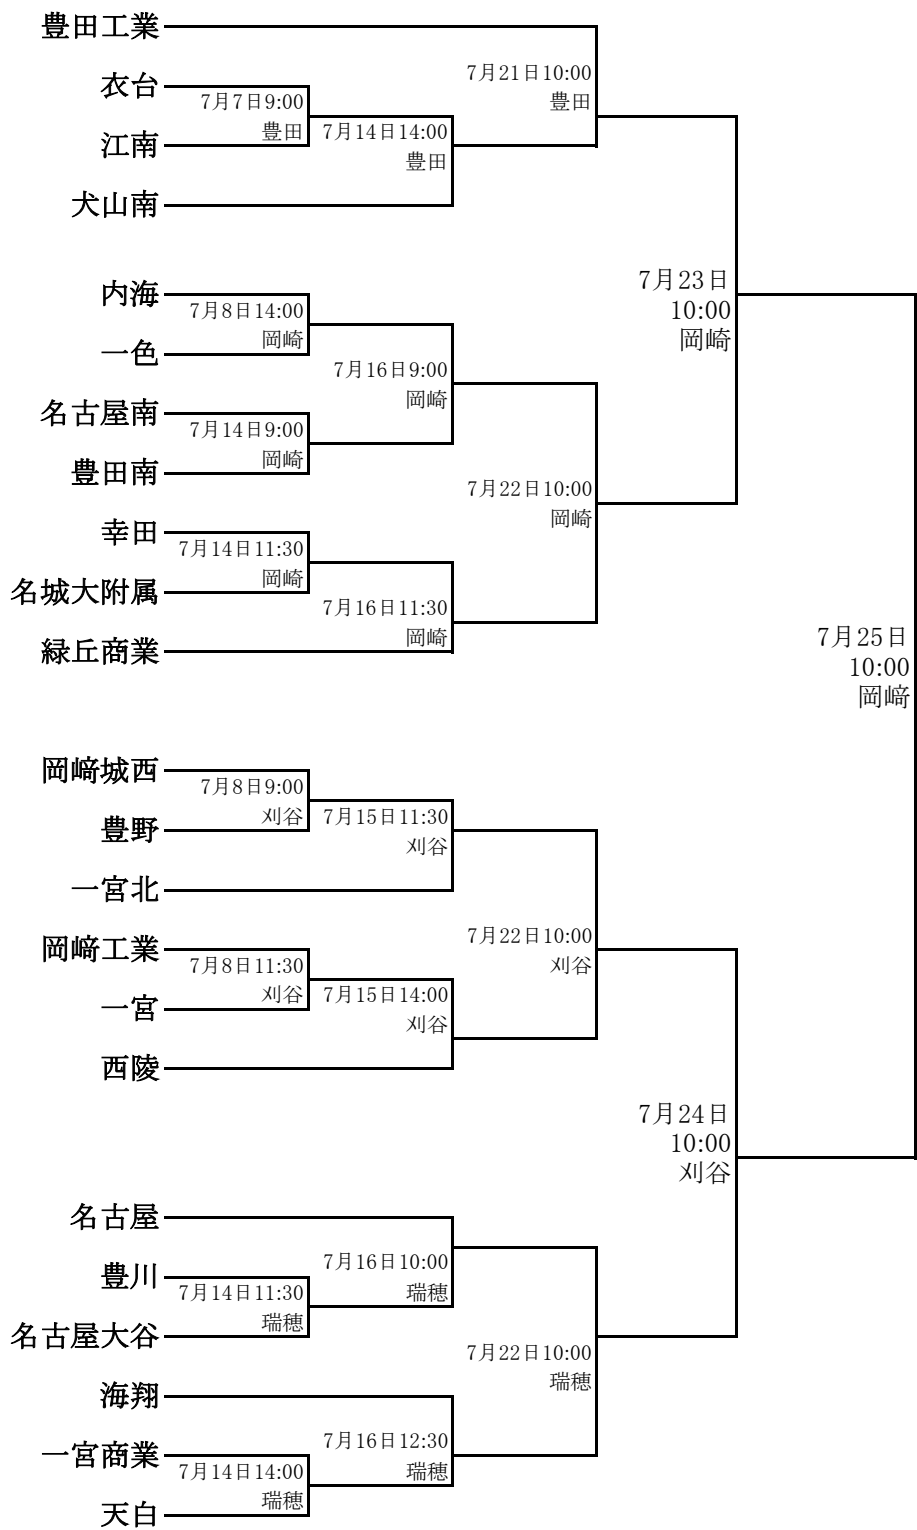 豊田工業
7月21日10:00
豊田
衣台
7月7日9:00
豊田
江南
7月14日14:00
豊田
犬山南
7月23日
10:00
岡崎
内海
7月8日14:00
岡崎
一色
7月16日9:00
岡崎
名古屋南
7月14日9:00
岡崎
豊田南
7月22日10:00
岡崎
幸田
7月14日11:30
岡崎
名城大附属
7月16日11:30
岡崎
緑丘商業
7月25日
10:00
岡﨑
岡﨑城西
7月8日9:00
刈谷
豊野
7月15日11:30
刈谷
一宮北
7月22日10:00
刈谷
岡﨑工業
7月8日11:30
刈谷
一宮
7月15日14:00
刈谷
西陵
7月24日
10:00
刈谷
名古屋
7月16日10:00
瑞穂
豊川
7月14日11:30
瑞穂
名古屋大谷
7月22日10:00
瑞穂
海翔
7月16日12:30
瑞穂
一宮商業
7月14日14:00
瑞穂
天白